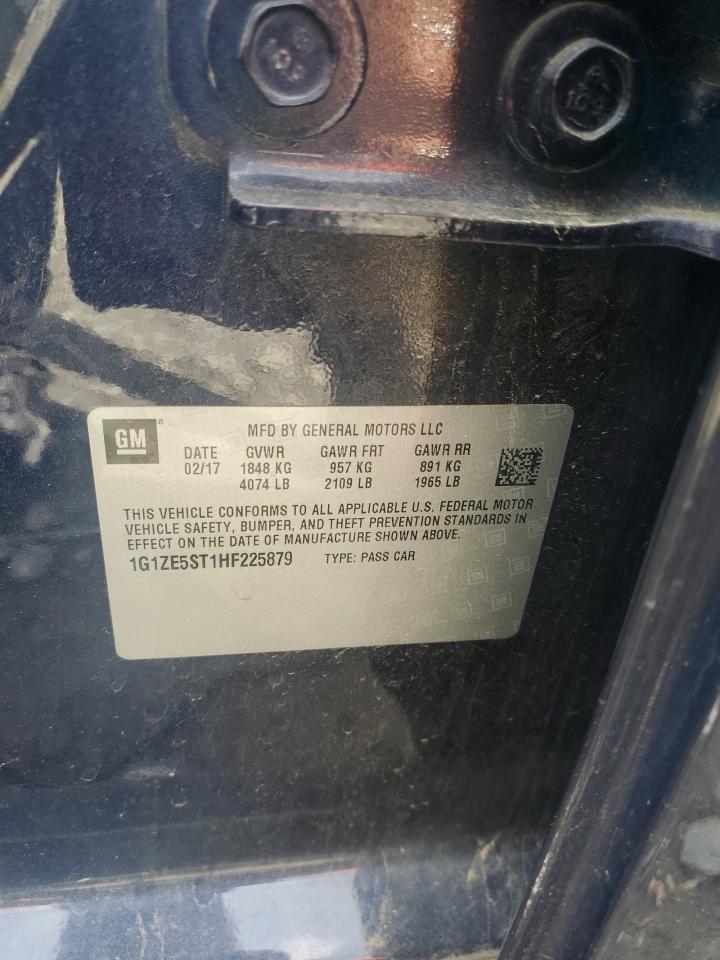 GM
MFD BY GENERAL MOTORS LLC
DATE GVWR GAWR FRT GAWR RR
02/17 1848 KG 957 KG 891 KG
4074 LB 2109 LB 1965 LB
THIS VEHICLE CONFORMS TO ALL APPLICABLE U.S. FEDERAL MOTOR
VEHICLE SAFETY, BUMPER, AND THEFT PREVENTION STANDARDS IN
EFFECT ON THE DATE OF MANUFACTURE SHOWN ABOVE.
1G1ZE5ST1HF225879 TYPE: PASS CAR